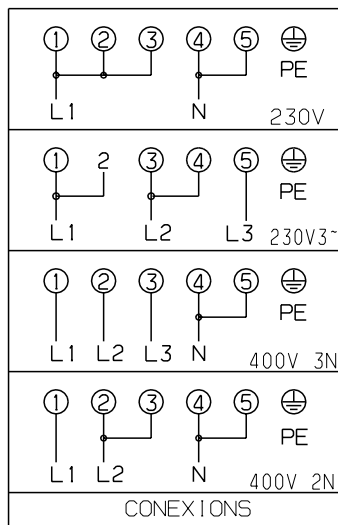 1 2 3 4 5
PE
L1 N 230V
1 2 3 4 5
PE
L1 L2 L3 230V3~
1 2 3 4 5
PE
L1 L2 L3 N 400V 3N
1 2 3 4 5
PE
L1 L2 N 400V 2N
CONEXIONS